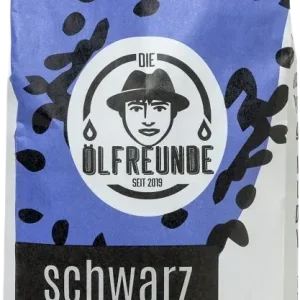 DIE
ÖLFREUNDE
SEIT 2019
schwarz